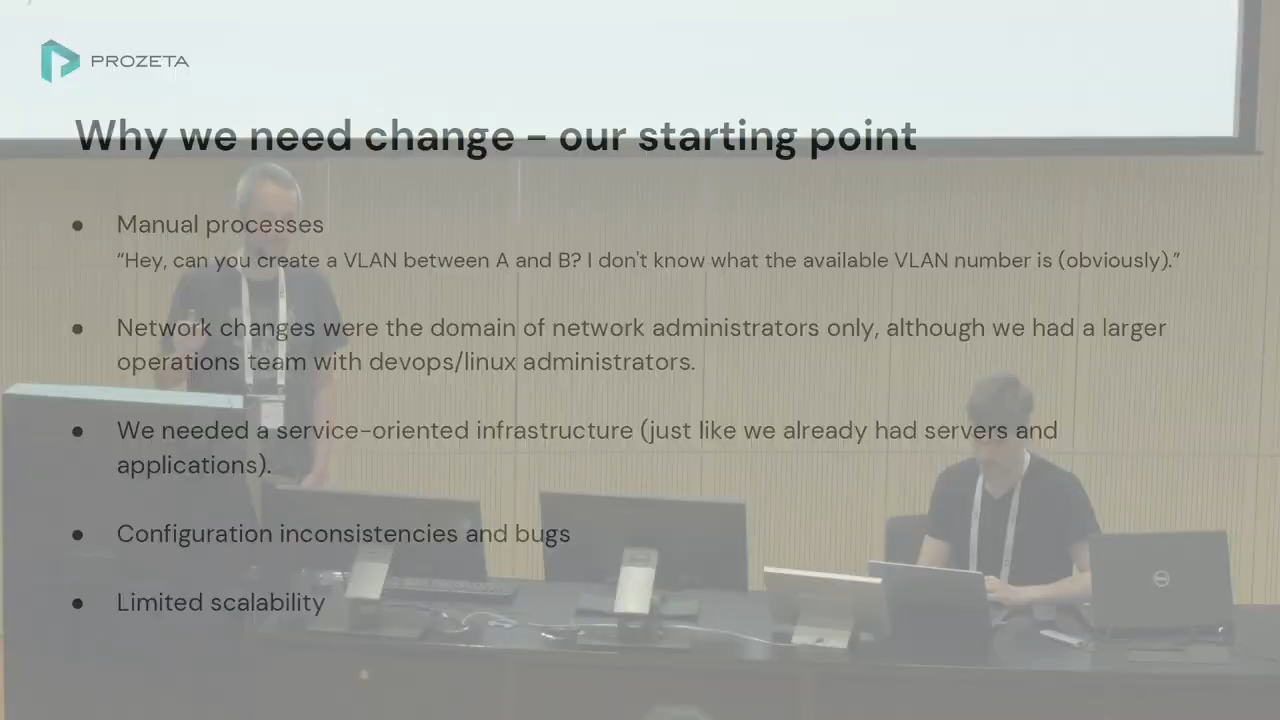 PROZETA
Why we need change - our starting point
● Manual processes
“Hey, can you create a VLAN between A and B? I don't know what the available VLAN number is (obviously).”
● Network changes were the domain of network administrators only, although we had a larger
operations team with devops/linux administrators.
● We needed a service-oriented infrastructure (just like we already had servers and
applications).
● Configuration inconsistencies and bugs
● Limited scalability